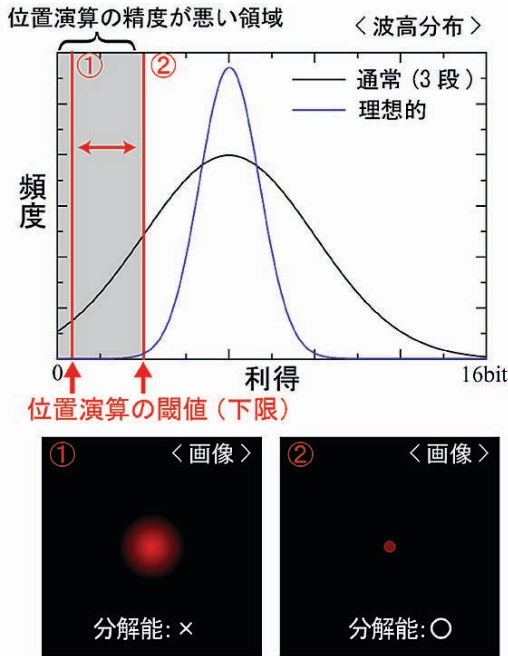 位置演算の精度が悪い領域
〈波高分布〉
① ②
通常(3段)
理想的
頻度
0 利得 16bit
位置演算の閾値(下限)
① 〈画像〉
分解能:×
② 〈画像〉
分解能:○